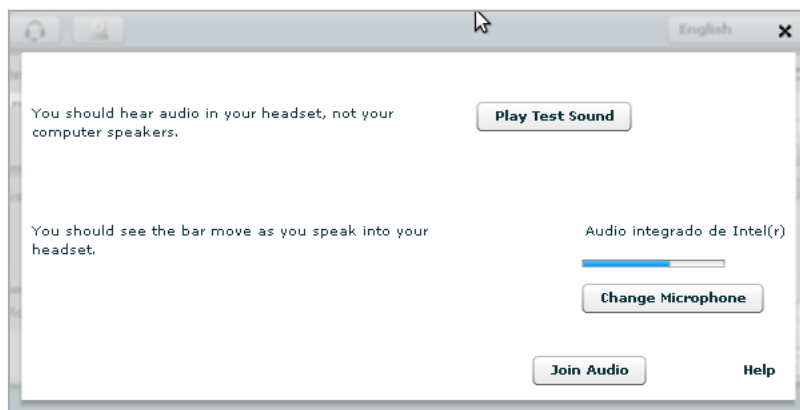 English
You should hear audio in your headset, not your
computer speakers.
Play Test Sound
You should see the bar move as you speak into your
headset.
Audio integrado de Intel(r)
Change Microphone
Join Audio
Help